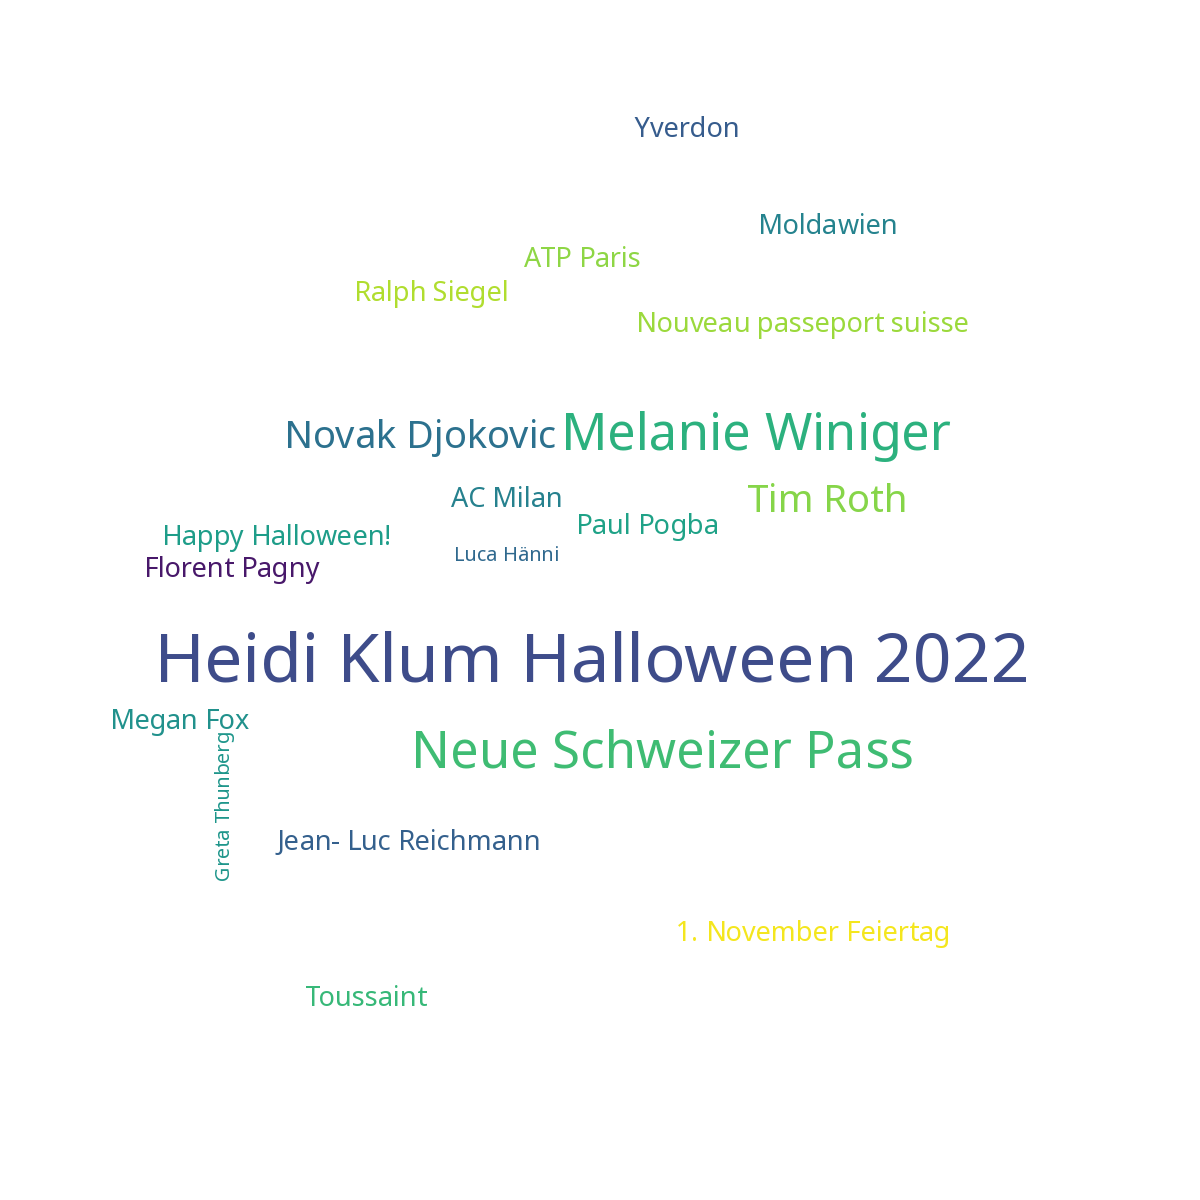 Yverdon
Moldawien
ATP Paris
Ralph Siegel
Nouveau passeport suisse
Novak Djokovic
Melanie Winiger
AC Milan
Tim Roth
Paul Pogba
Happy Halloween!
Luca Hänni
Florent Pagny
Heidi Klum Halloween 2022
Megan Fox
Neue Schweizer Pass
Greta Thunberg
Jean- Luc Reichmann
1. November Feiertag
Toussaint